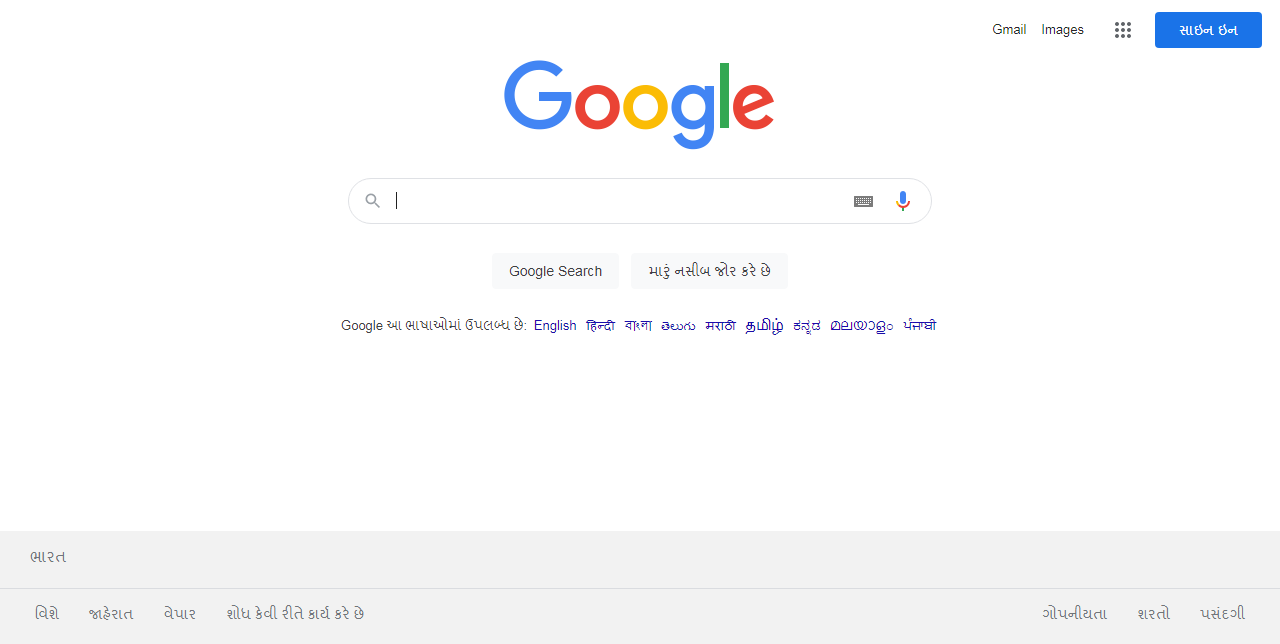 Gmail Images સાઇન ઇન
Google
Google Search મારું નસીબ જોર કરે છે
Google આ ભાષાઓમાં ઉપલબ્ધ છે: English हिन्दी বাংলা తెలుగు मराठी தமிழ் ಕನ್ನಡ മലയാളം ਪੰਜਾਬੀ
ભારત
વિશે જાહેરાત વેપાર શોધ કેવી રીતે કાર્ય કરે છે ગોપનીયતા શરતો પસંદગી